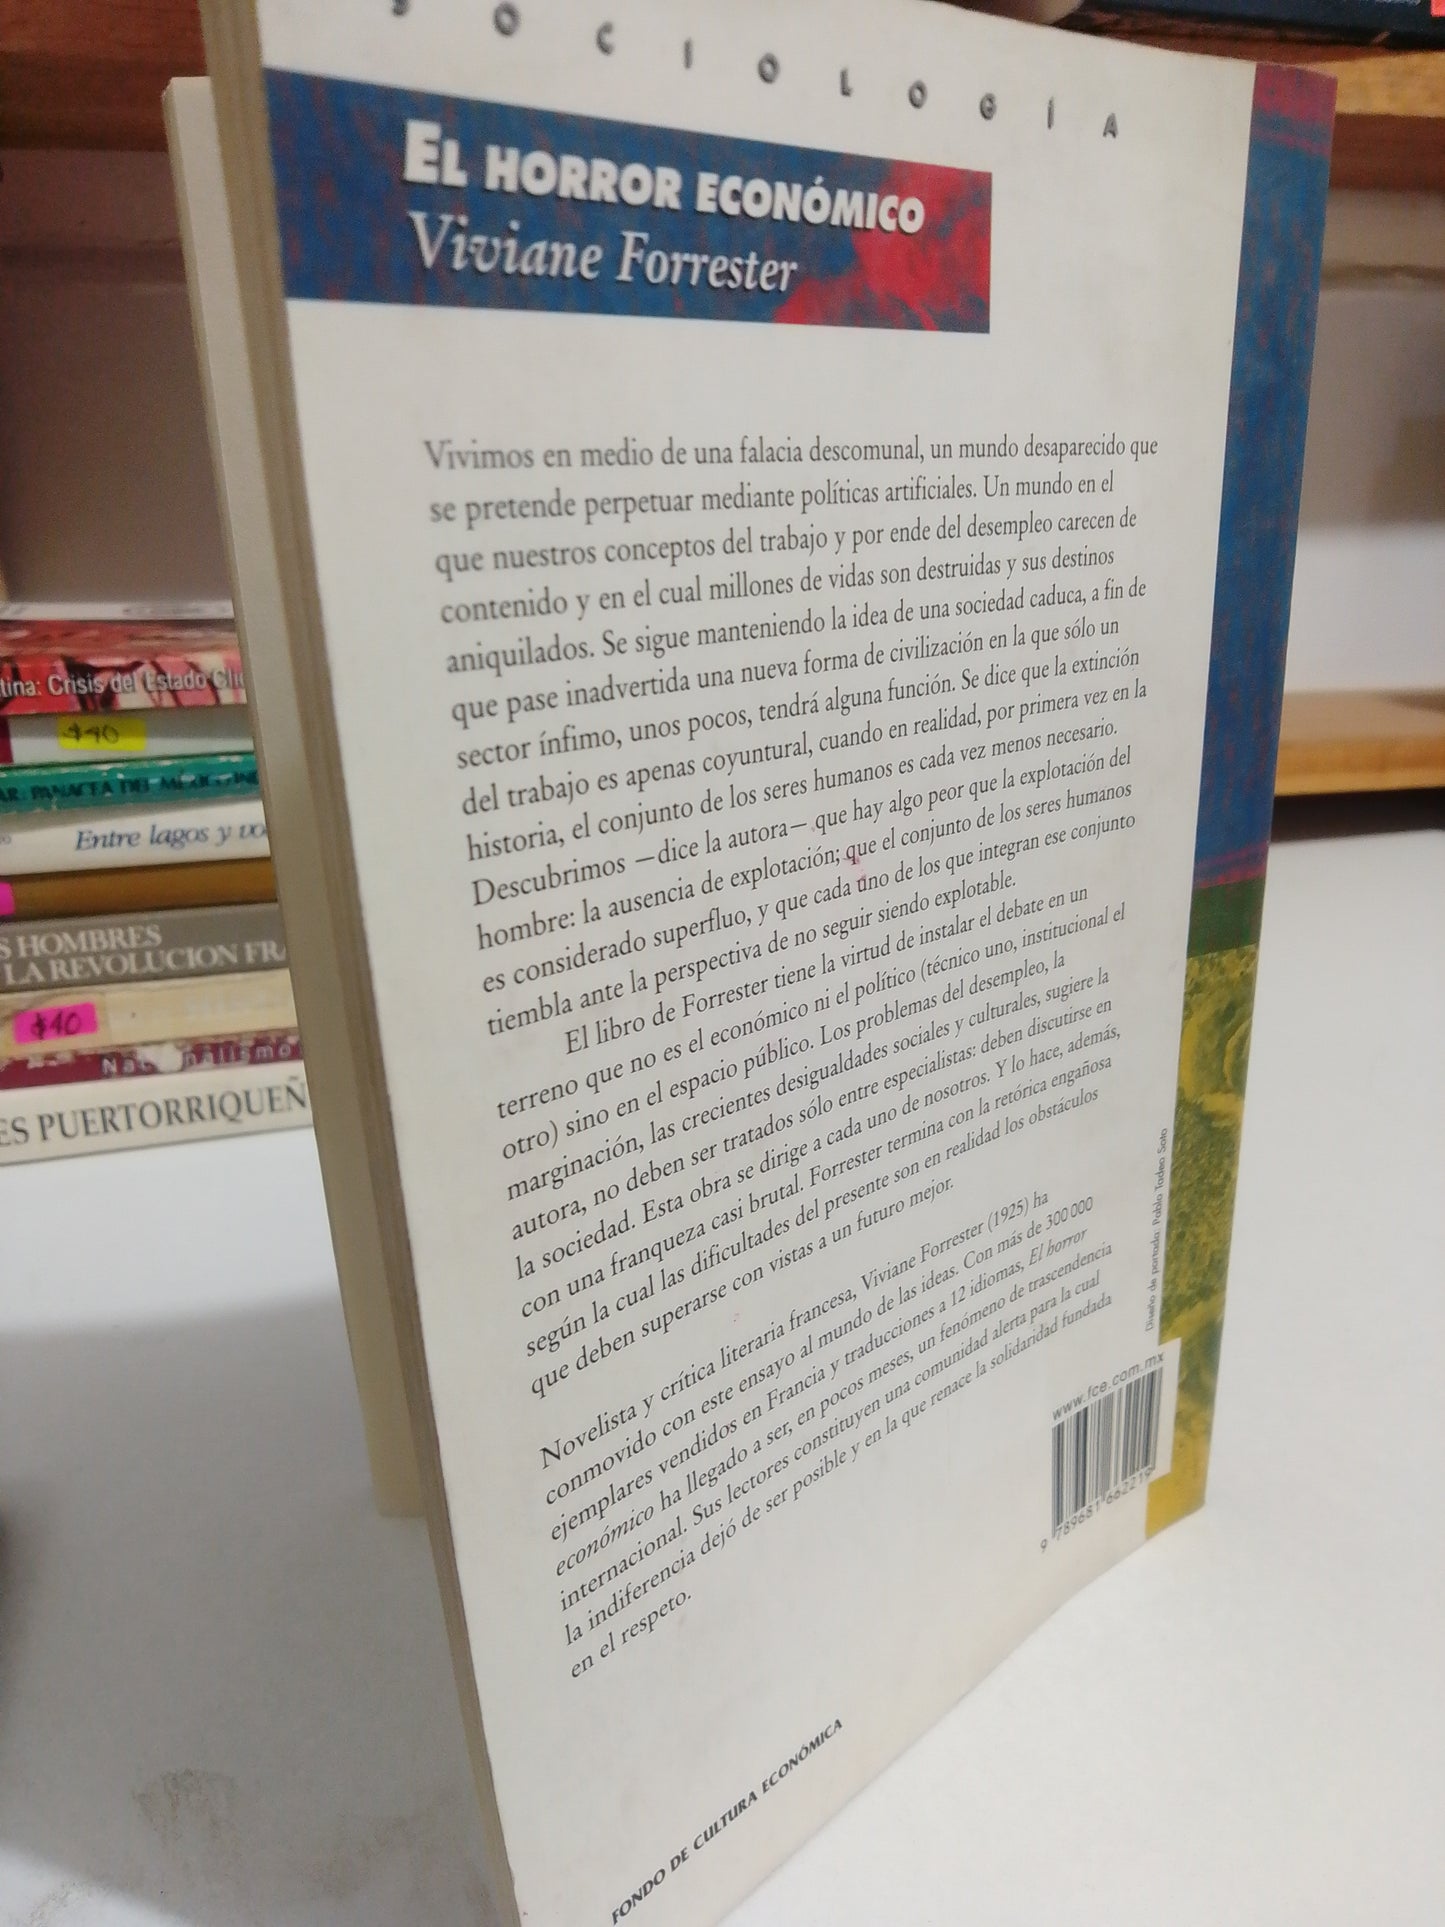 SOCIOLOGÍA
EL HORROR ECONÓMICO
Viviane Forrester
Vivimos en medio de una falacia descomunal, un mundo desaparecido que
se pretende perpetuar mediante políticas artificiales. Un mundo en el
que nuestros conceptos del trabajo y por ende del desempleo carecen de
contenido y en el cual millones de vidas son destruidas y sus destinos
aniquilados. Se sigue manteniendo la idea de una sociedad caduca, a fín de
que pase inadvertida una nueva forma de civilización en la que sólo un
sector ínfimo, unos pocos, tendrá alguna función. Se dice que la extinción
del trabajo es apenas coyuntural, cuando en realidad, por primera vez en la
historia, el conjunto de los seres humanos es cada vez menos necesario.
Descubrimos —dice la autora— que hay algo peor que la explotación del
hombre: la ausencia de explotación; que el conjunto de los seres humanos
es considerado superfluo, y que cada uno de los que integran ese conjunto
tiembla ante la perspectiva de no seguir siendo explotable.
El libro de Forrester tiene la virtud de instalar el debate en un
terreno que no es el económico ni el político (técnico uno, institucional el
otro) sino en el espacio público. Los problemas del desempleo, la
marginación, las crecientes desigualdades sociales y culturales, sugiere la
autora, no deben ser tratados sólo entre especialistas: deben discutirse en
la sociedad. Esta obra se dirige a cada uno de nosotros. Y lo hace, además,
con una franqueza casi brutal. Forrester termina con la retórica engañosa
según la cual las dificultades del presente son en realidad los obstáculos
que deben superarse con vistas a un futuro mejor.
Novelista y crítica literaria francesa, Viviane Forrester (1925) ha
conmovido con este ensayo al mundo de las ideas. Con más de 300 000
ejemplares vendidos en Francia y traducciones a 12 idiomas, El horror
económico ha llegado a ser, en pocos meses, un fenómeno de trascendencia
internacional. Sus lectores constituyen una comunidad alerta para la cual
la indiferencia dejó de ser posible y en la que renace la solidaridad fundada
en el respeto.
FONDO DE CULTURA ECONÓMICA
Diseño de portada: Pablo Tadeo Soto
www.fce.com.mx
9 789681 662219
tina: Crisis del Estado Cli
$40
AR: PANACEA DEL MÉXICO IND
Entre lagos y vo
S HOMBRES
LA REVOLUCION FRA
$40
Nacionalismo
ES PUERTORRIQUEÑ